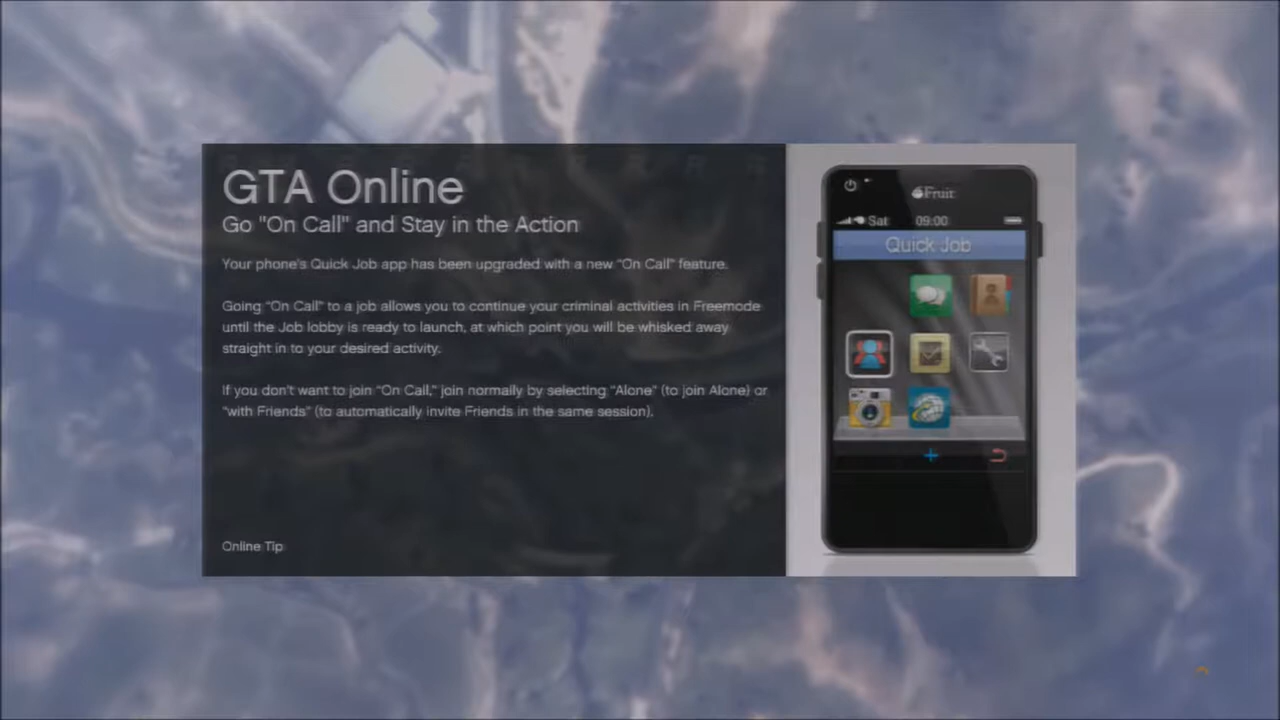 GTA Online
Go "On Call" and Stay in the Action
Your phone's Quick Job app has been upgraded with a new "On Call" feature.
Going "On Call" to a job allows you to continue your criminal activities in Freemode
until the Job lobby is ready to launch, at which point you will be whisked away
straight in to your desired activity.
If you don't want to join "On Call," join normally by selecting "Alone" (to join Alone) or
"with Friends" (to automatically invite Friends in the same session).
Online Tip
iFruit
Sat 09:00
Quick Job